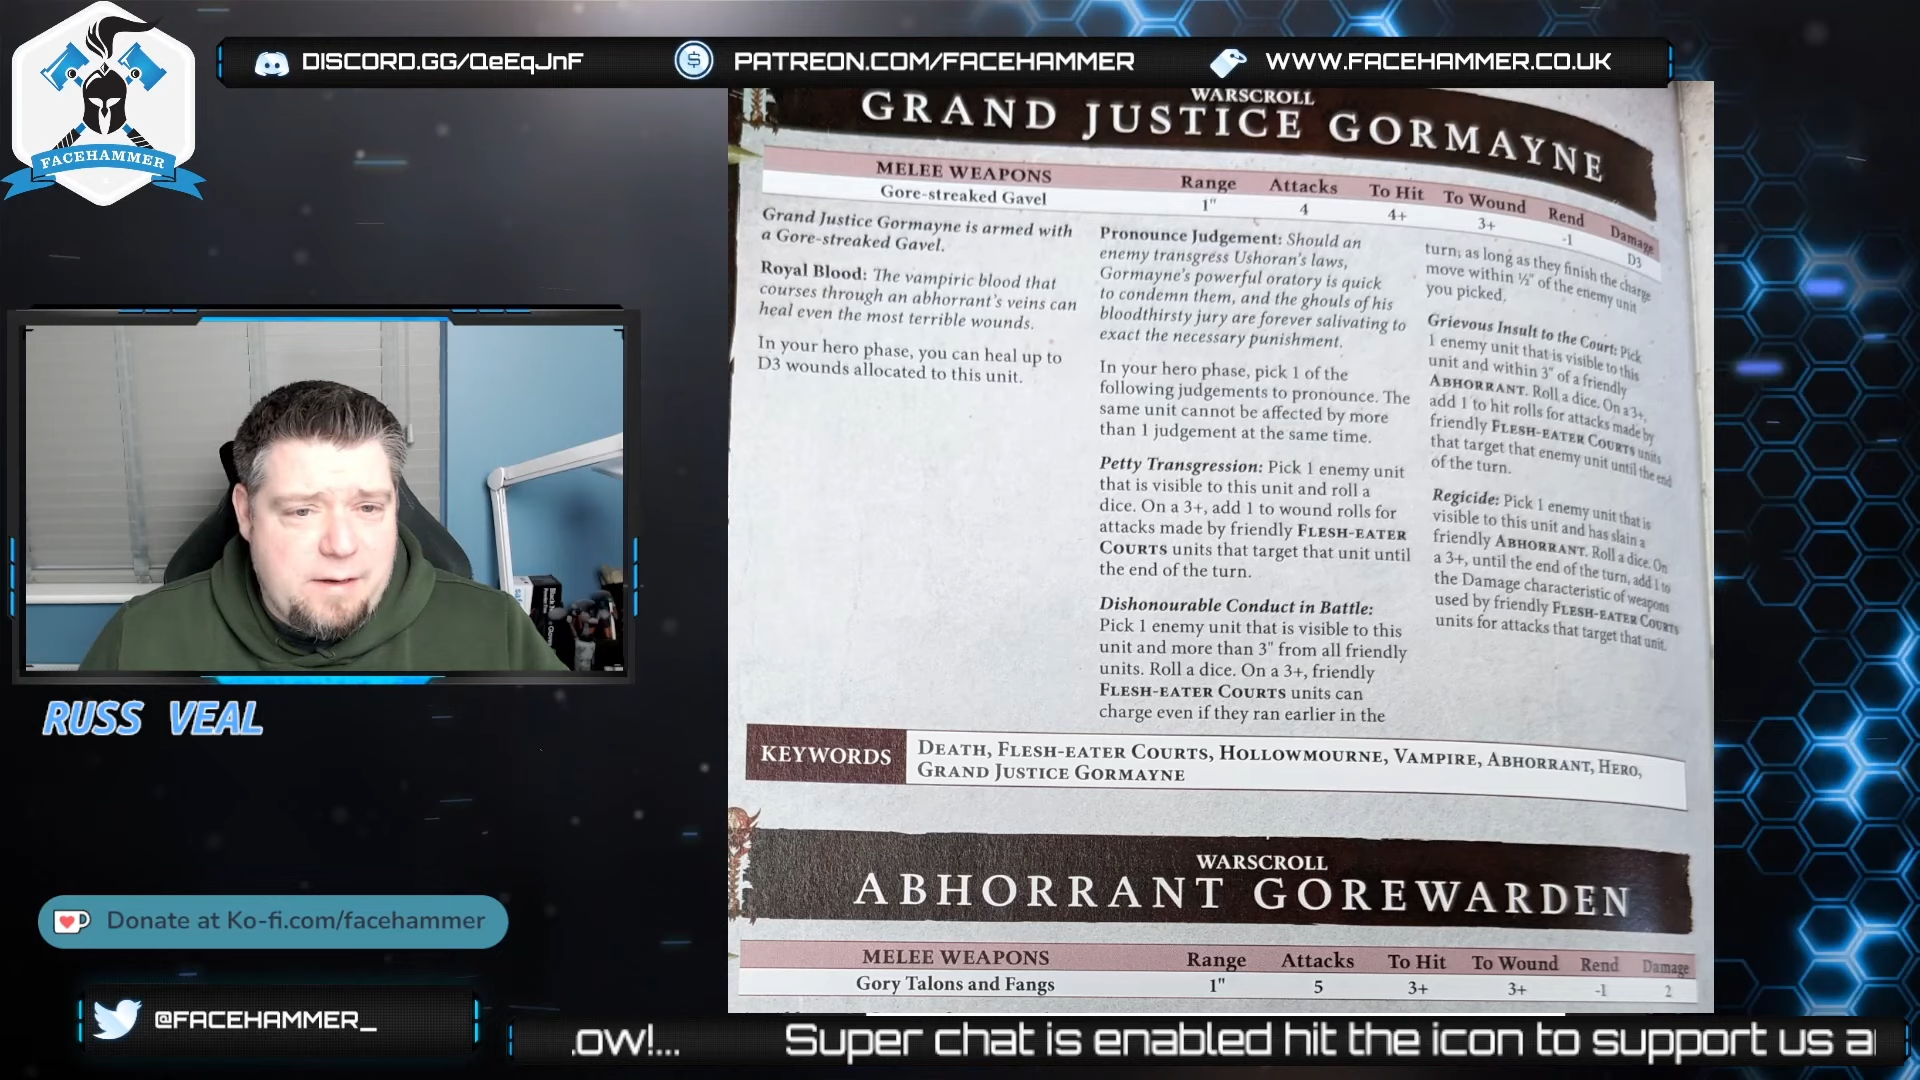 DISCORD.GG/QeEqJnF
PATREON.COM/FACEHAMMER
WWW.FACEHAMMER.CO.UK
FACEHAMMER
WARSCROLL
GRAND JUSTICE GORMAYNE
MELEE WEAPONS Range Attacks To Hit To Wound Rend Damage
Gore-streaked Gavel 1" 4 4+ 3+ -1 D3
Grand Justice Gormayne is armed with
a Gore-streaked Gavel.
Royal Blood: The vampiric blood that
courses through an abhorrant's veins can
heal even the most terrible wounds.
In your hero phase, you can heal up to
D3 wounds allocated to this unit.
Pronounce Judgement: Should an
enemy transgress Ushoran's laws,
Gormayne's powerful oratory is quick
to condemn them, and the ghouls of his
bloodthirsty jury are forever salivating to
exact the necessary punishment.
In your hero phase, pick 1 of the
following judgements to pronounce. The
same unit cannot be affected by more
than 1 judgement at the same time.
Petty Transgression: Pick 1 enemy unit
that is visible to this unit and roll a
dice. On a 3+, add 1 to wound rolls for
attacks made by friendly FLESH-EATER
COURTS units that target that unit until
the end of the turn.
Dishonourable Conduct in Battle:
Pick 1 enemy unit that is visible to this
unit and more than 3" from all friendly
units. Roll a dice. On a 3+, friendly
FLESH-EATER COURTS units can
charge even if they ran earlier in the
turn, as long as they finish the charge
move within ½" of the enemy unit
you picked.
Grievous Insult to the Court: Pick
1 enemy unit that is visible to this
unit and within 3" of a friendly
ABHORRANT. Roll a dice. On a 3+,
add 1 to hit rolls for attacks made by
friendly FLESH-EATER COURTS units
that target that enemy unit until the end
of the turn.
Regicide: Pick 1 enemy unit that is
visible to this unit and has slain a
friendly ABHORRANT. Roll a dice. On
a 3+, until the end of the turn, add 1 to
the Damage characteristic of weapons
used by friendly FLESH-EATER COURTS
units for attacks that target that unit.
KEYWORDS
DEATH, FLESH-EATER COURTS, HOLLOWMOURNE, VAMPIRE, ABHORRANT, HERO,
GRAND JUSTICE GORMAYNE
WARSCROLL
ABHORRANT GOREWARDEN
MELEE WEAPONS Range Attacks To Hit To Wound Rend Damage
Gory Talons and Fangs 1" 5 3+ 3+ -1 2
RUSS VEAL
Donate at Ko-fi.com/facehammer
@FACEHAMMER_
.ow!... Super chat is enabled hit the icon to support us a